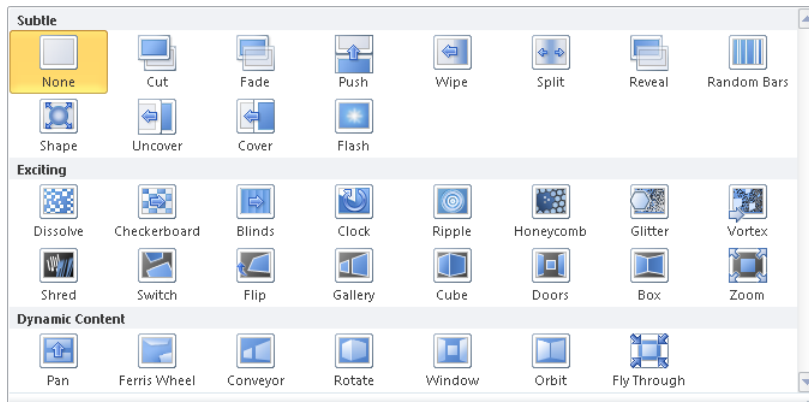 Subtle
None Cut Fade Push Wipe Split Reveal Random Bars
Shape Uncover Cover Flash
Exciting
Dissolve Checkerboard Blinds Clock Ripple Honeycomb Glitter Vortex
Shred Switch Flip Gallery Cube Doors Box Zoom
Dynamic Content
Pan Ferris Wheel Conveyor Rotate Window Orbit Fly Through